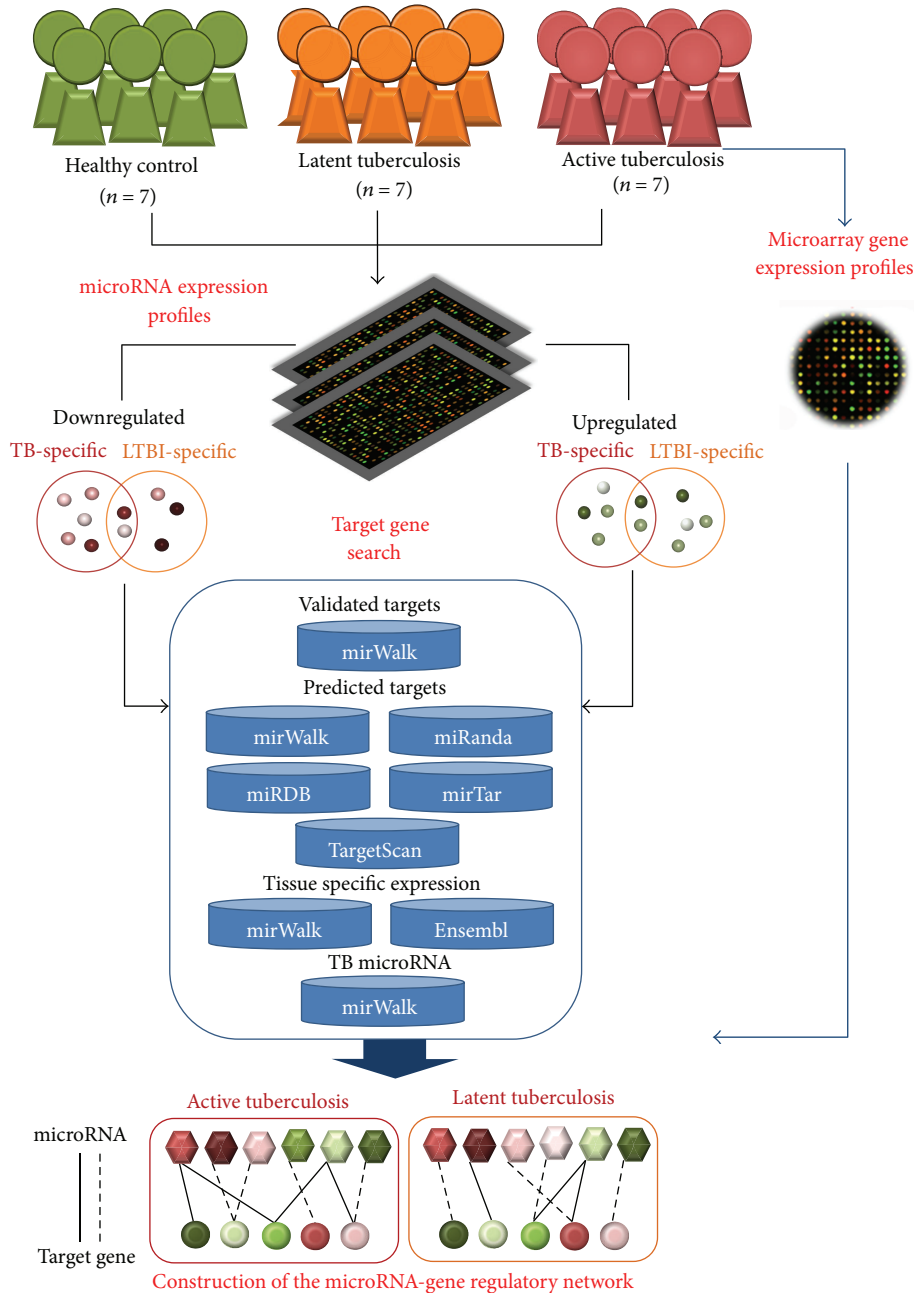 Healthy control
(n = 7)
Latent tuberculosis
(n = 7)
Active tuberculosis
(n = 7)
Microarray gene
expression profiles
microRNA expression
profiles
Downregulated
TB-specific LTBI-specific
Upregulated
TB-specific LTBI-specific
Target gene
search
Validated targets
mirWalk
Predicted targets
mirWalk miRanda
miRDB mirTar
TargetScan
Tissue specific expression
mirWalk Ensembl
TB microRNA
mirWalk
Active tuberculosis
Latent tuberculosis
microRNA
Target gene
Construction of the microRNA-gene regulatory network